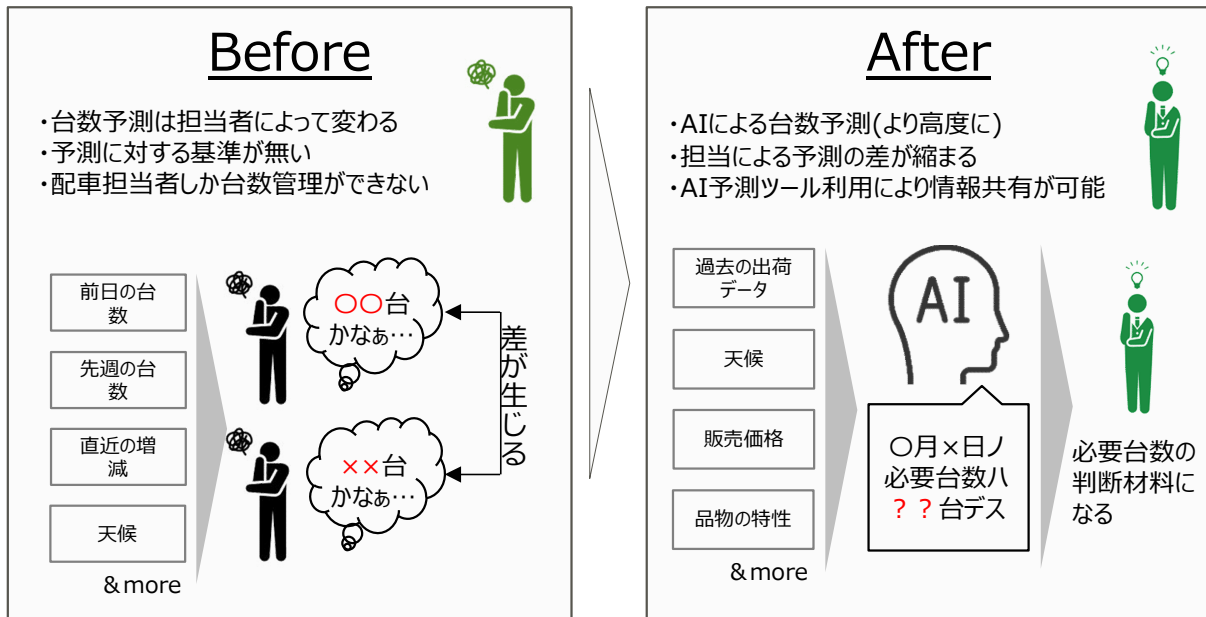 Before
・台数予測は担当者によって変わる
・予測に対する基準が無い
・配車担当者しか台数管理ができない
前日の台
数
先週の台
数
直近の増
減
天候
＆more
〇〇台
かなぁ…
××台
かなぁ…
差が生じる
After
・AIによる台数予測(より高度に)
・担当による予測の差が縮まる
・AI予測ツール利用により情報共有が可能
過去の出荷
データ
天候
販売価格
品物の特性
＆more
AI
〇月×日ノ
必要台数ハ
？？台デス
必要台数の
判断材料に
なる